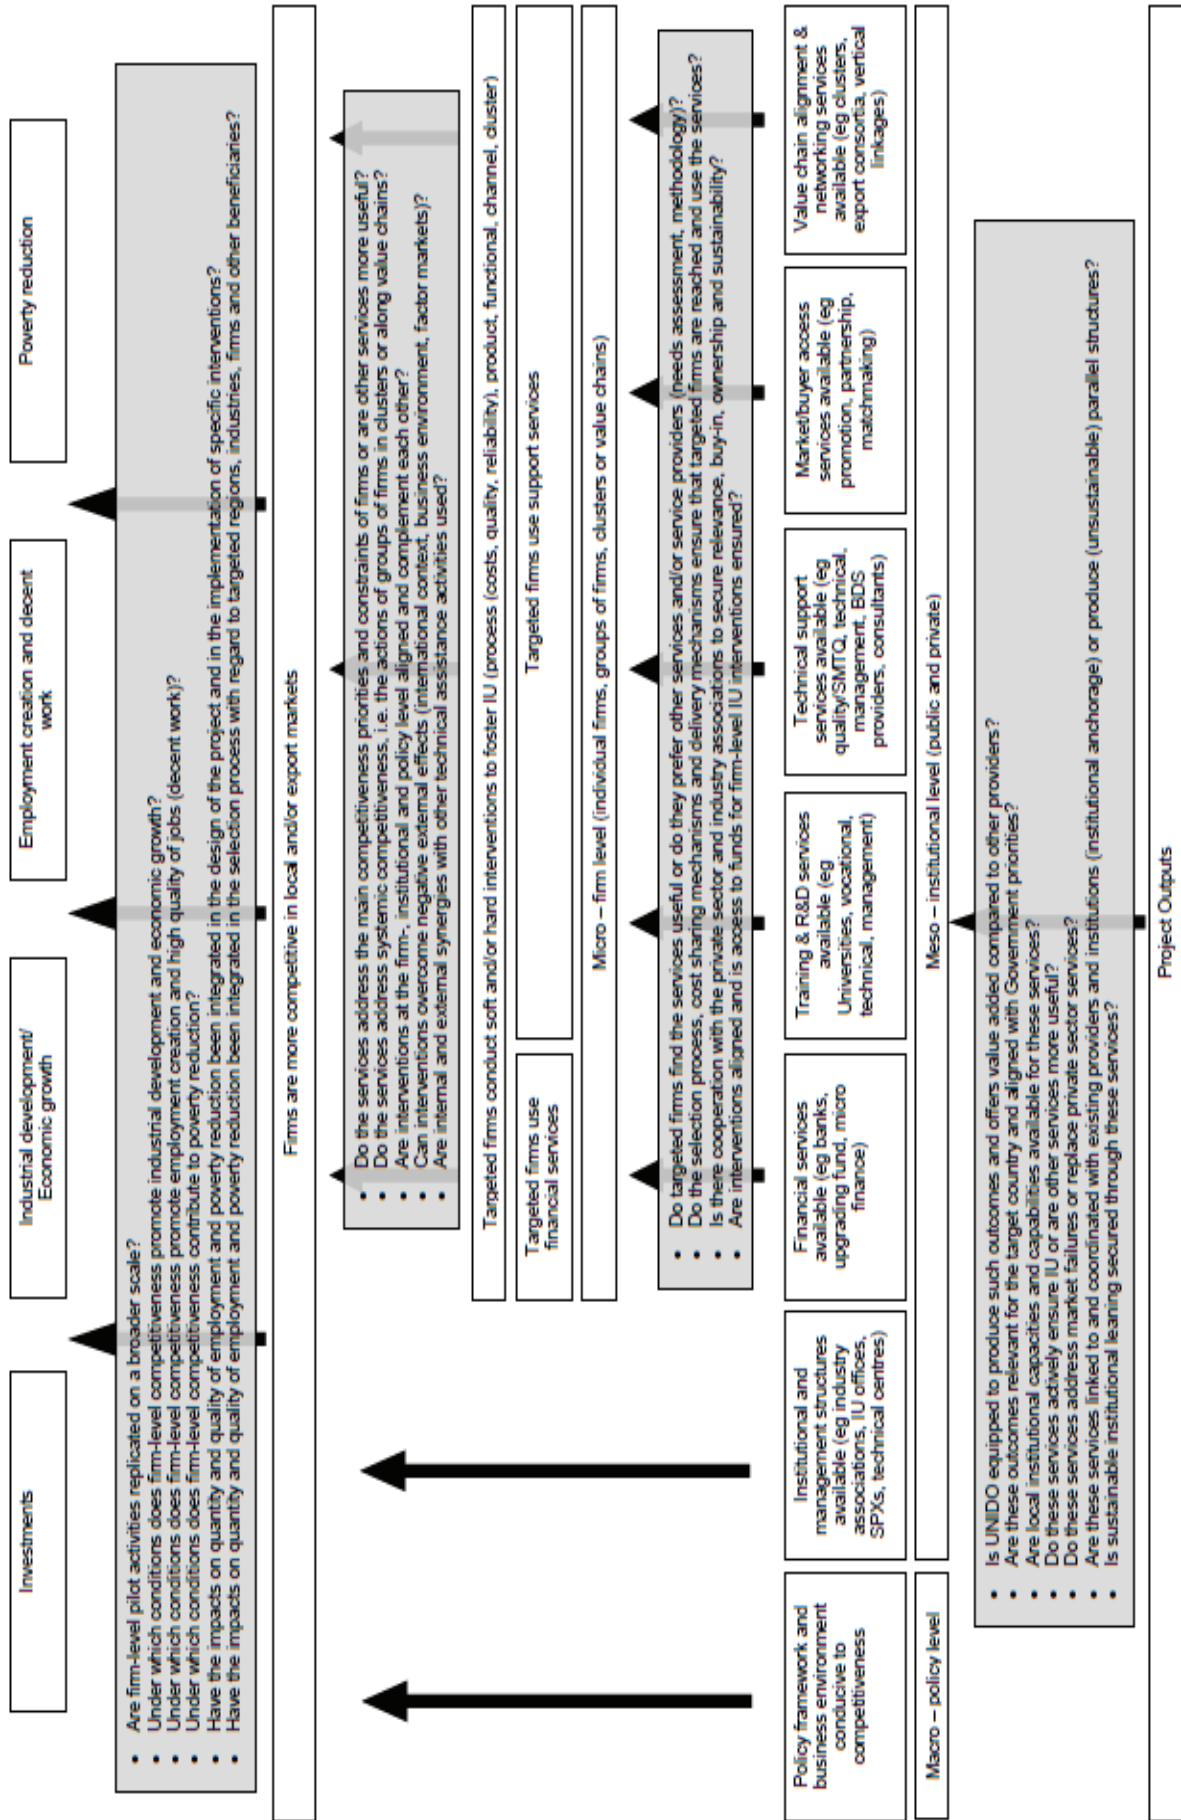 Investments
Industrial development/
Economic growth
Employment creation and decent
work
Poverty reduction
• Are firm-level pilot activities replicated on a broader scale?
• Under which conditions does firm-level competitiveness promote industrial development and economic growth?
• Under which conditions does firm-level competitiveness promote employment creation and high quality of jobs (decent work)?
• Under which conditions does firm-level competitiveness contribute to poverty reduction?
• Have the impacts on quantity and quality of employment and poverty reduction been integrated in the design of the project and in the implementation of specific interventions?
• Have the impacts on quantity and quality of employment and poverty reduction been integrated in the selection process with regard to targeted regions, industries, firms and other beneficiaries?
Firms are more competitive in local and/or export markets
• Do the services address the main competitiveness priorities and constraints of firms or are other services more useful?
• Do the services address systemic competitiveness, i.e. the actions of groups of firms in clusters or along value chains?
• Are interventions at the firm-, institutional and policy level aligned and complement each other?
• Can interventions overcome negative external effects (international context, business environment, factor markets)?
• Are internal and external synergies with other technical assistance activities used?
Targeted firms conduct soft and/or hard interventions to foster IU (process (costs, quality, reliability), product, functional, channel, cluster)
Targeted firms use
financial services
Targeted firms use support services
Micro – firm level (individual firms, groups of firms, clusters or value chains)
• Do targeted firms find the services useful or do they prefer other services and/or service providers (needs assessment, methodology)?
• Do the selection process, cost sharing mechanisms and delivery mechanisms ensure that targeted firms are reached and use the services?
• Is there cooperation with the private sector and industry associations to secure relevance, buy-in, ownership and sustainability?
• Are interventions aligned and is access to funds for firm-level IU interventions ensured?
Policy framework and
business environment
conducive to
competitiveness
Institutional and
management structures
available (eg industry
associations, IU offices,
SPXs, technical centres)
Financial services
available (eg banks,
upgrading fund, micro
finance)
Training & R&D services
available (eg
Universities, vocational,
technical, management)
Technical support
services available (eg
quality/SMTQ, technical,
management, BDS
providers, consultants)
Market/buyer access
services available (eg
promotion, partnership,
matchmaking)
Value chain alignment &
networking services
available (eg clusters,
export consortia, vertical
linkages)
Macro – policy level
Meso – institutional level (public and private)
• Is UNIDO equipped to produce such outcomes and offers value added compared to other providers?
• Are these outcomes relevant for the target country and aligned with Government priorities?
• Are local institutional capacities and capabilities available for these services?
• Do these services actively ensure IU or are other services more useful?
• Do these services address market failures or replace private sector services?
• Are these services linked to and coordinated with existing providers and institutions (institutional anchorage) or produce (unsustainable) parallel structures?
• Is sustainable institutional leaning secured through these services?
Project Outputs